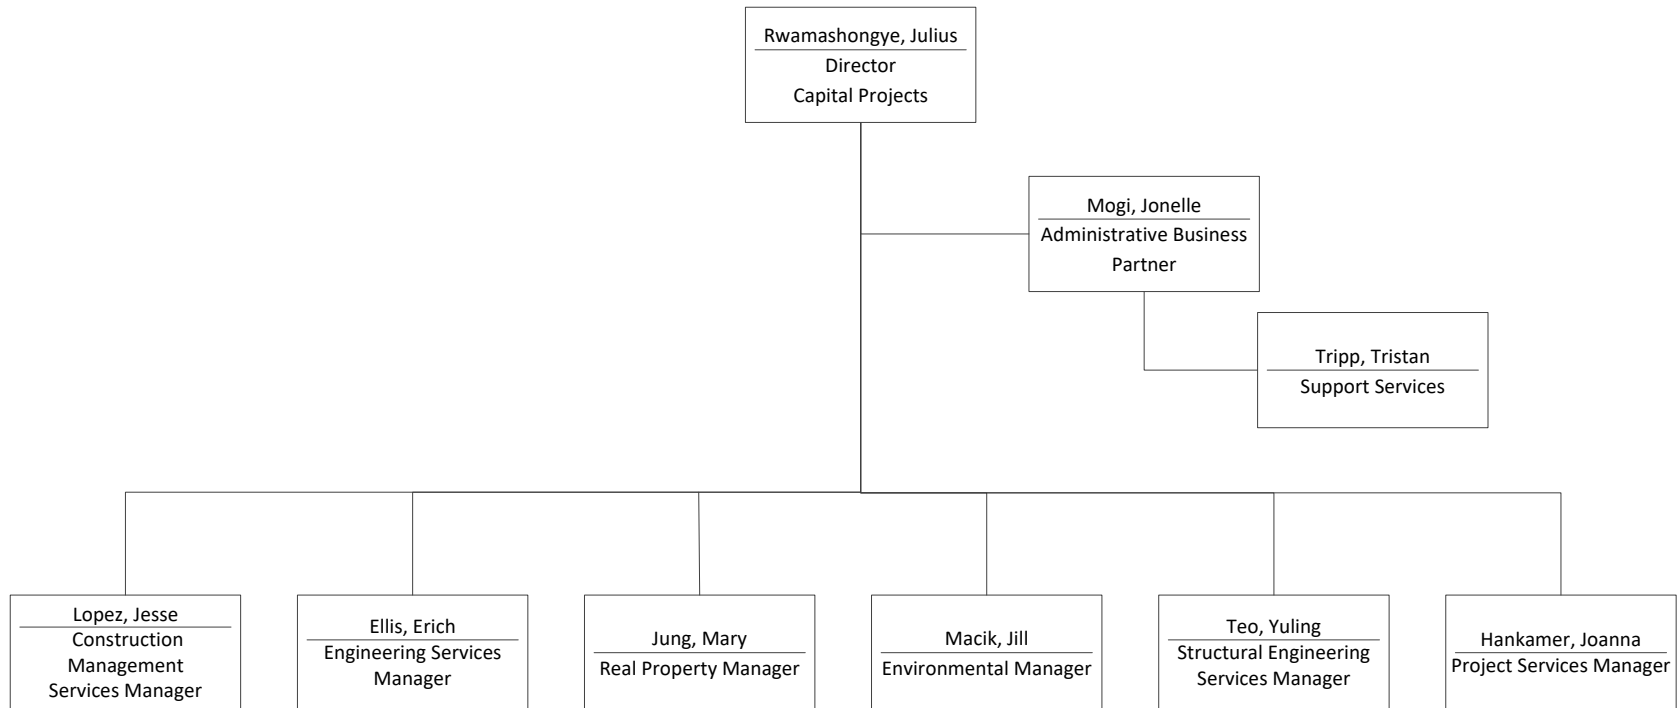 Rwamashongye, Julius
Director
Capital Projects
Mogi, Jonelle
Administrative Business
Partner
Tripp, Tristan
Support Services
Lopez, Jesse
Construction
Management
Services Manager
Ellis, Erich
Engineering Services
Manager
Jung, Mary
Real Property Manager
Macik, Jill
Environmental Manager
Teo, Yuling
Structural Engineering
Services Manager
Hankamer, Joanna
Project Services Manager